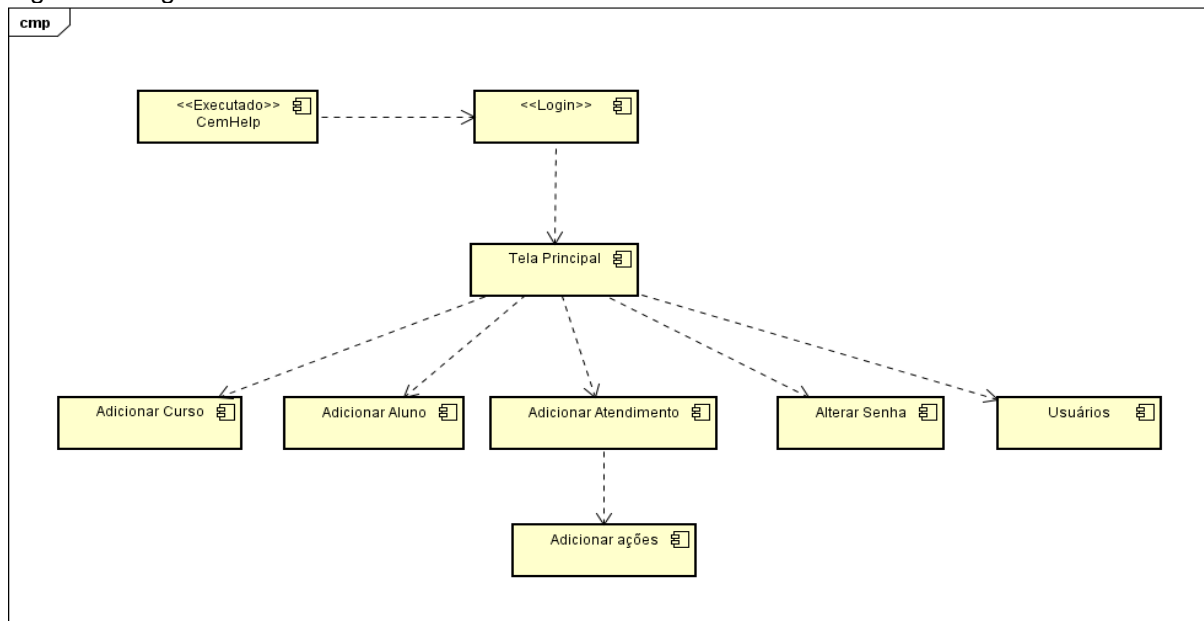 cmp
<<Executado>>
CemHelp
<<Login>>
Tela Principal
Adicionar Curso
Adicionar Aluno
Adicionar Atendimento
Alterar Senha
Usuários
Adicionar ações